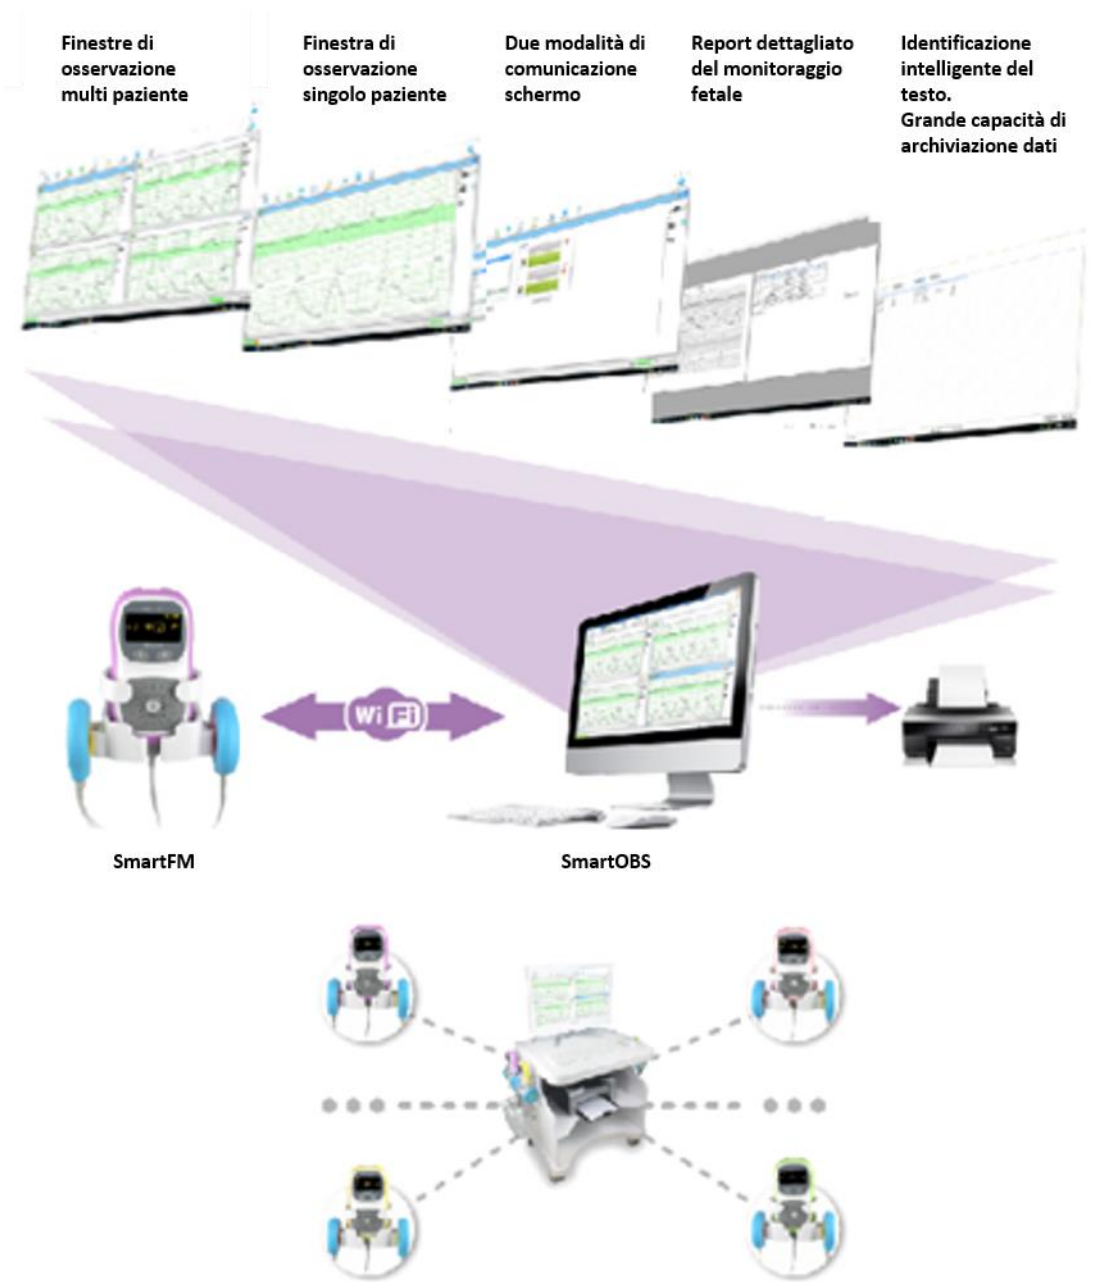 Finestre di
osservazione
multi paziente
Finestra di
osservazione
singolo paziente
Due modalità di
comunicazione
schermo
Report dettagliato
del monitoraggio
fetale
Identificazione
intelligente del
testo.
Grande capacità di
archiviazione dati
Wi Fi
SmartFM
SmartOBS